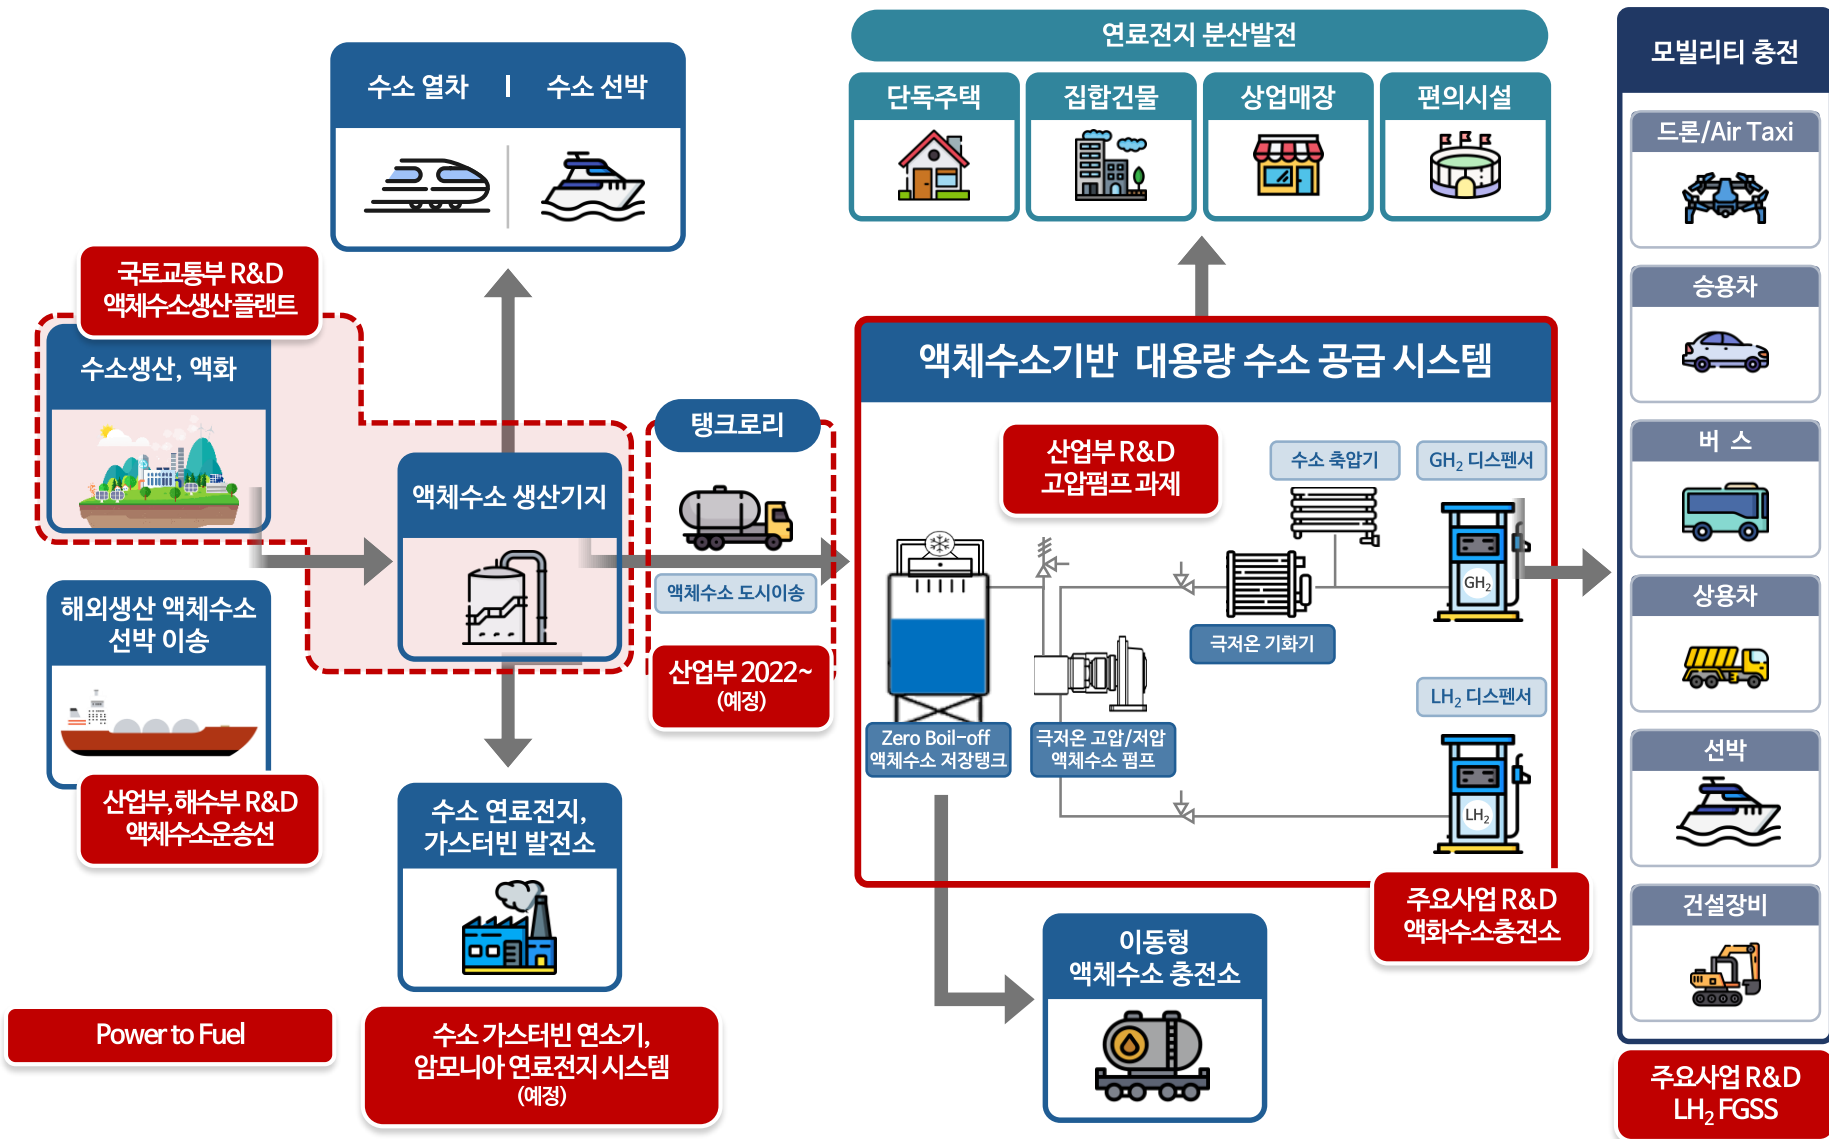 수소 열차 | 수소 선박
국토교통부 R&D
액체수소생산 플랜트
수소생산, 액화
해외생산 액체수소
선박 이송
산업부, 해수부 R&D
액체수소운송선
Power to Fuel
액체수소 생산기지
탱크로리
액체수소 도시이송
산업부 2022~
(예정)
수소 연료전지,
가스터빈 발전소
수소 가스터빈 연소기,
암모니아 연료전지 시스템
(예정)
연료전지 분산발전
단독주택
집합건물
상업매장
편의시설
액체수소기반 대용량 수소 공급 시스템
산업부 R&D
고압펌프 과제
수소 축압기
GH₂ 디스펜서
GH₂
극저온 기화기
LH₂ 디스펜서
LH₂
Zero Boil-off
액체수소 저장탱크
극저온 고압/저압
액체수소 펌프
주요사업 R&D
액화수소충전소
이동형
액체수소 충전소
모빌리티 충전
드론/Air Taxi
승용차
버 스
상용차
선박
건설장비
주요사업 R&D
LH₂ FGSS